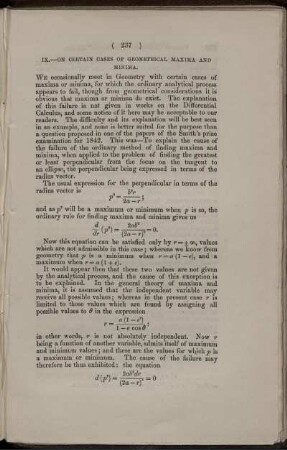 ( 237 )
IX.—ON CERTAIN CASES OF GEOMETRICAL MAXIMA AND
MINIMA.
WE occasionally meet in Geometry with certain cases of
maxima or minima, for which the ordinary analytical process
appears to fail, though from geometrical considerations it is
obvious that maxima or minima do exist. The explanation
of this failure is not given in works on the Differential
Calculus, and some notice of it here may be acceptable to our
readers. The difficulty and its explanation will be best seen
in an example, and none is better suited for the purpose than
a question proposed in one of the papers of the Smith's prize
examination for 1842. This was—To explain the cause of
the failure of the ordinary method of finding maxima and
minima, when applied to the problem of finding the greatest
or least perpendicular from the focus on the tangent to
an ellipse, the perpendicular being expressed in terms of the
radius vector.
The usual expression for the perpendicular in terms of the
radius vector is
p² = b²r / (2a − r);
and as p² will be a maximum or minimum when p is so, the
ordinary rule for finding maxima and minima gives us
d/dr (p²) = 2ab² / (2a − r)² = 0.
Now this equation can be satisfied only by r = ± ∞, values
which are not admissible in this case; whereas we know from
geometry that p is a minimum when r = a (1 − e), and a
maximum when r = a (1 + e).
It would appear then that these two values are not given
by the analytical process, and the cause of this exception is
to be explained. In the general theory of maxima and
minima, it is assumed that the independent variable may
receive all possible values; whereas in the present case r is
limited to those values which are found by assigning all
possible values to θ in the expression
r = a (1 − e²) / (1 − e cos θ);
in other words, r is not absolutely independent. Now r
being a function of another variable, admits itself of maximum
and minimum values; and these are the values for which p is
a maximum or minimum. The cause of the failure may
therefore be thus exhibited: the equation
d (p²) = 2ab²dr / (2a − r)² = 0